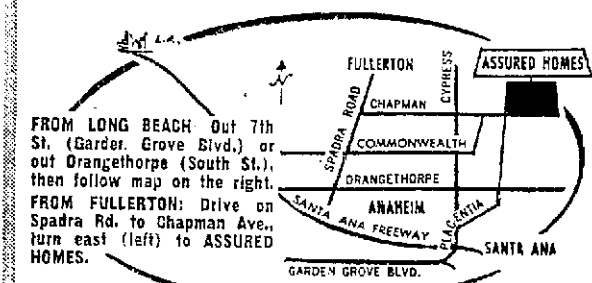 L.A.
FROM LONG BEACH Out 7th
St. (Garden Grove Blvd.) or
out Orangethorpe (South St.),
then follow map on the right.
FROM FULLERTON: Drive on
Spadra Rd. to Chapman Ave.,
turn east (left) to ASSURED
HOMES.
N
FULLERTON
CYPRESS
ASSURED HOMES
SPADRA ROAD
CHAPMAN
COMMONWEALTH
ORANGETHORPE
ANAHEIM
SANTA ANA FREEWAY
PLACENTIA
SANTA ANA
GARDEN GROVE BLVD.